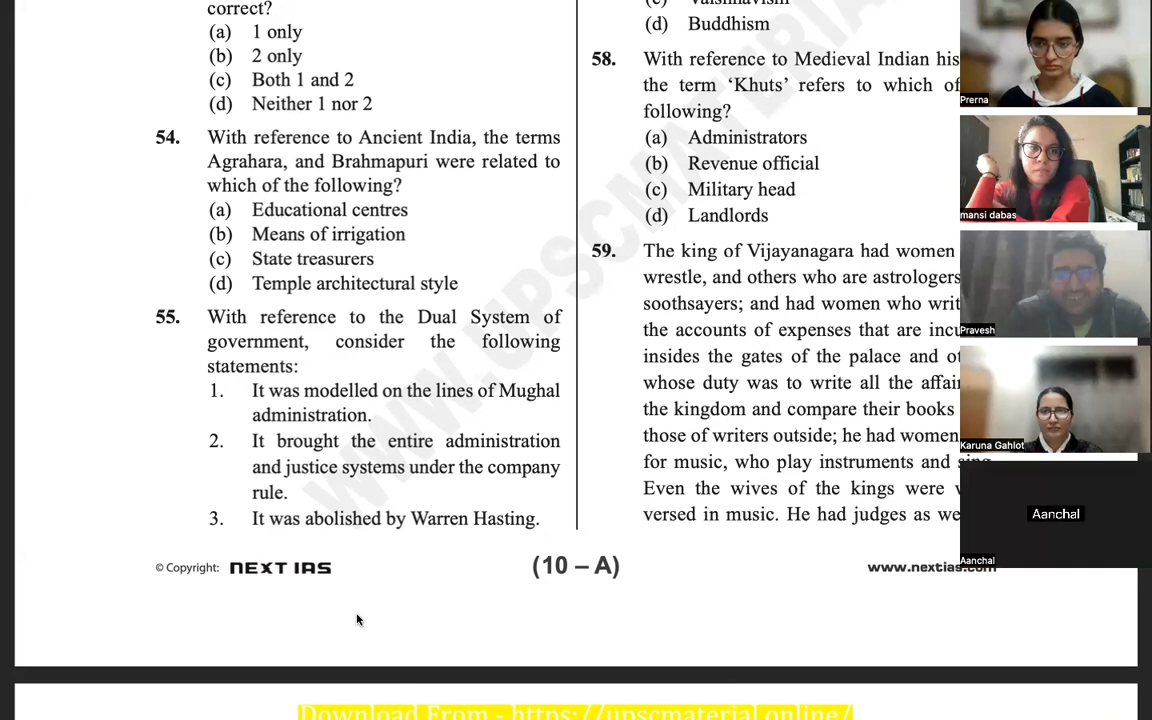 correct?
(a) 1 only
(b) 2 only
(c) Both 1 and 2
(d) Neither 1 nor 2
54. With reference to Ancient India, the terms
Agrahara, and Brahmapuri were related to
which of the following?
(a) Educational centres
(b) Means of irrigation
(c) State treasurers
(d) Temple architectural style
55. With reference to the Dual System of
government, consider the following
statements:
1. It was modelled on the lines of Mughal
administration.
2. It brought the entire administration
and justice systems under the company
rule.
3. It was abolished by Warren Hasting.
(d) Buddhism
58. With reference to Medieval Indian his
the term ‘Khuts’ refers to which of
following?
(a) Administrators
(b) Revenue official
(c) Military head
(d) Landlords
59. The king of Vijayanagara had women
wrestle, and others who are astrologers
soothsayers; and had women who writ
the accounts of expenses that are incu
insides the gates of the palace and ot
whose duty was to write all the affair
the kingdom and compare their books
those of writers outside; he had women
for music, who play instruments and sing.
Even the wives of the kings were v
versed in music. He had judges as we
© Copyright: NEXT IAS
(10 – A)
www.nextias.com
Download From - https://upscmaterial.online/
Prerna
mansi dabas
Pravesh
Karuna Gahlot
Aanchal
Aanchal